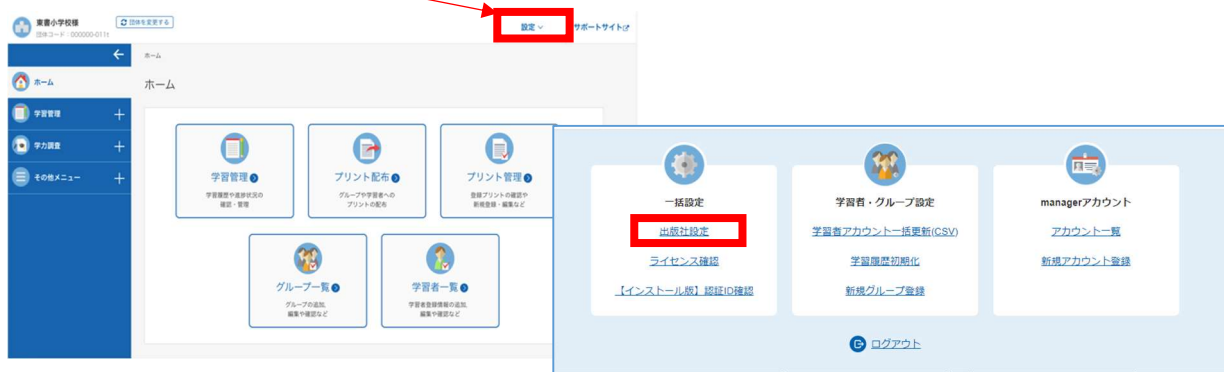 東書小学校様
団体を変更する
団体コード:000000-011t
設定
サポートサイト
ホーム
ホーム
ホーム
学習管理
学力調査
その他メニュー
学習管理
学習履歴や進捗状況の
確認・管理
プリント配布
グループや学習者への
プリントの配布
プリント管理
登録プリントの確認や
新規登録・編集など
グループ一覧
グループの追加、
編集や確認など
学習者一覧
学習者登録情報の追加、
編集や確認など
一括設定
出版社設定
ライセンス確認
【インストール版】認証ID確認
学習者・グループ設定
学習者アカウント一括更新(CSV)
学習履歴初期化
新規グループ登録
managerアカウント
アカウント一覧
新規アカウント登録
ログアウト